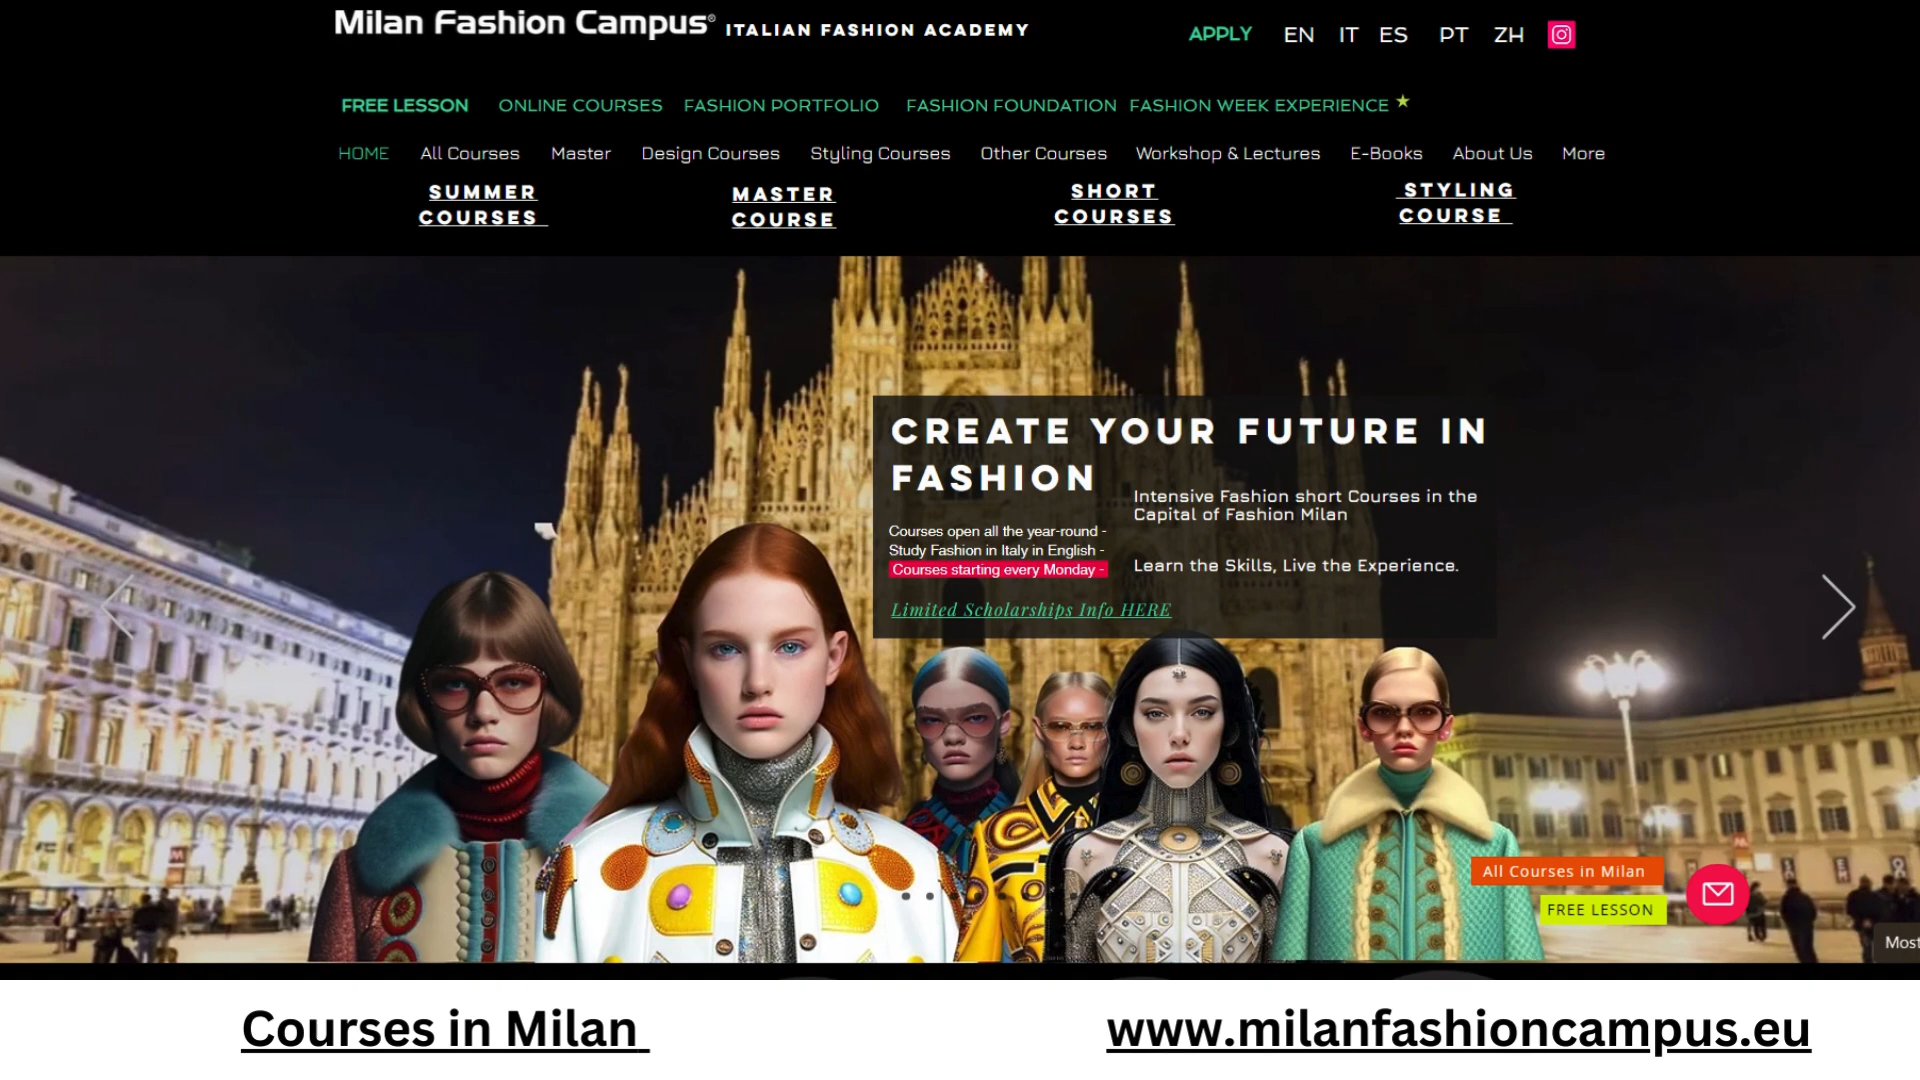 Milan Fashion Campus® ITALIAN FASHION ACADEMY
APPLY EN IT ES PT ZH
FREE LESSON ONLINE COURSES FASHION PORTFOLIO FASHION FOUNDATION FASHION WEEK EXPERIENCE
HOME All Courses Master Design Courses Styling Courses Other Courses Workshop & Lectures E-Books About Us More
SUMMER
COURSES
MASTER
COURSE
SHORT
COURSES
STYLING
COURSE
CREATE YOUR FUTURE IN
FASHION
Intensive Fashion short Courses in the
Capital of Fashion Milan
Courses open all the year-round -
Study Fashion in Italy in English -
Courses starting every Monday -
Learn the Skills, Live the Experience.
Limited Scholarships Info HERE
All Courses in Milan
FREE LESSON
Most
Courses in Milan
www.milanfashioncampus.eu